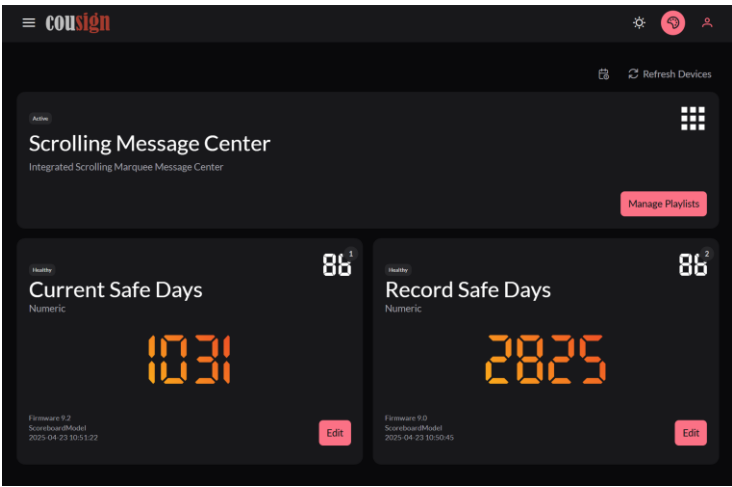 cousign
Refresh Devices
Active
Scrolling Message Center
Integrated Scrolling Marquee Message Center
Manage Playlists
Healthy
86 1
Current Safe Days
Numeric
1031
Firmware 9.2
ScoreboardModel
2025-04-23 10:51:22
Edit
Healthy
86 2
Record Safe Days
Numeric
2825
Firmware 9.0
ScoreboardModel
2025-04-23 10:50:45
Edit